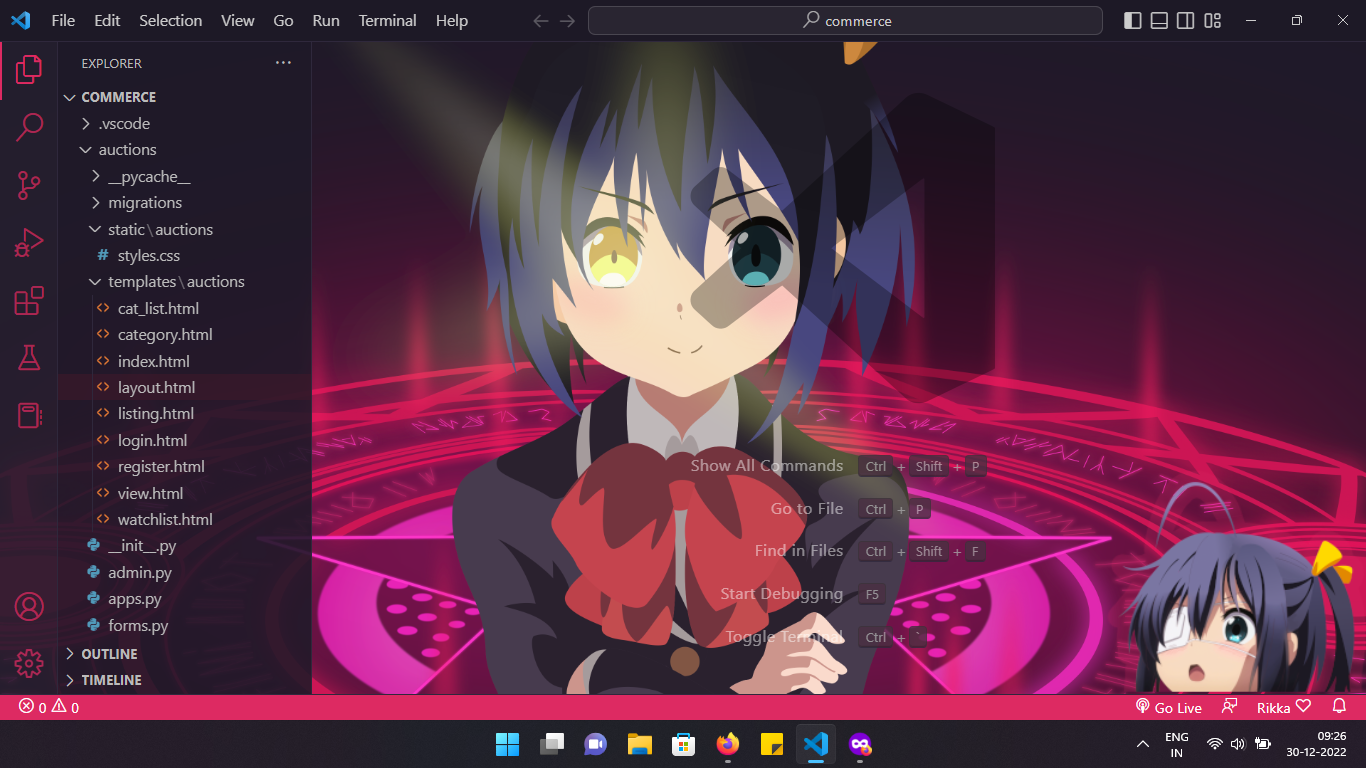 File Edit Selection View Go Run Terminal Help
commerce
EXPLORER
COMMERCE
.vscode
auctions
__pycache__
migrations
static\auctions
# styles.css
templates\auctions
<> cat_list.html
<> category.html
<> index.html
<> layout.html
<> listing.html
<> login.html
<> register.html
<> view.html
<> watchlist.html
__init__.py
admin.py
apps.py
forms.py
OUTLINE
TIMELINE
Show All Commands Ctrl + Shift + P
Go to File Ctrl + P
Find in Files Ctrl + Shift + F
Start Debugging F5
Toggle Terminal Ctrl + `
0 0
Go Live Rikka
ENG
IN
09:26
30-12-2022